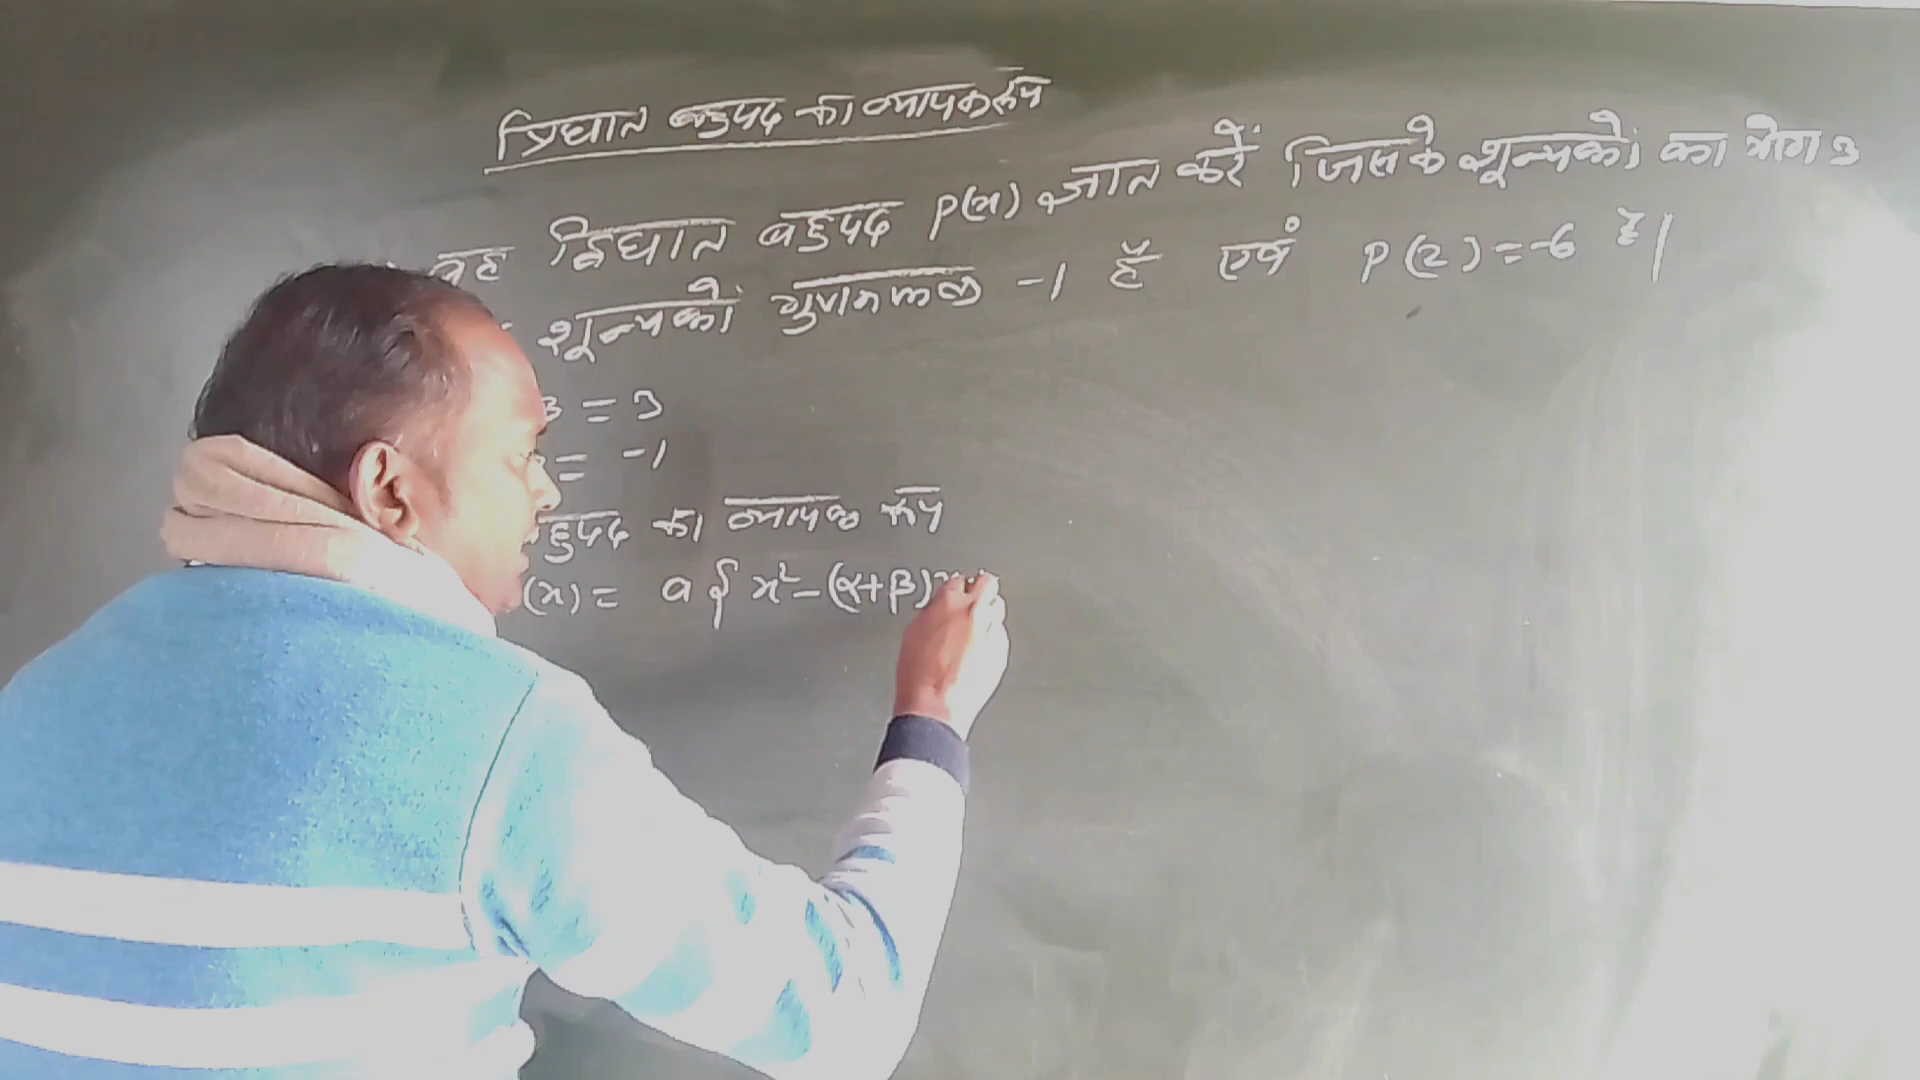 द्विघात बहुपद का व्यापक रूप
वह द्विघात बहुपद P(x) ज्ञात करें जिसके शून्यकों का योग 3
शून्यकों गुणनफल -1 हैं एवं P(2)=-6 है|
β = 3
= -1
बहुपद का व्यापक रूप
(x) = a { x² - (α+β)x